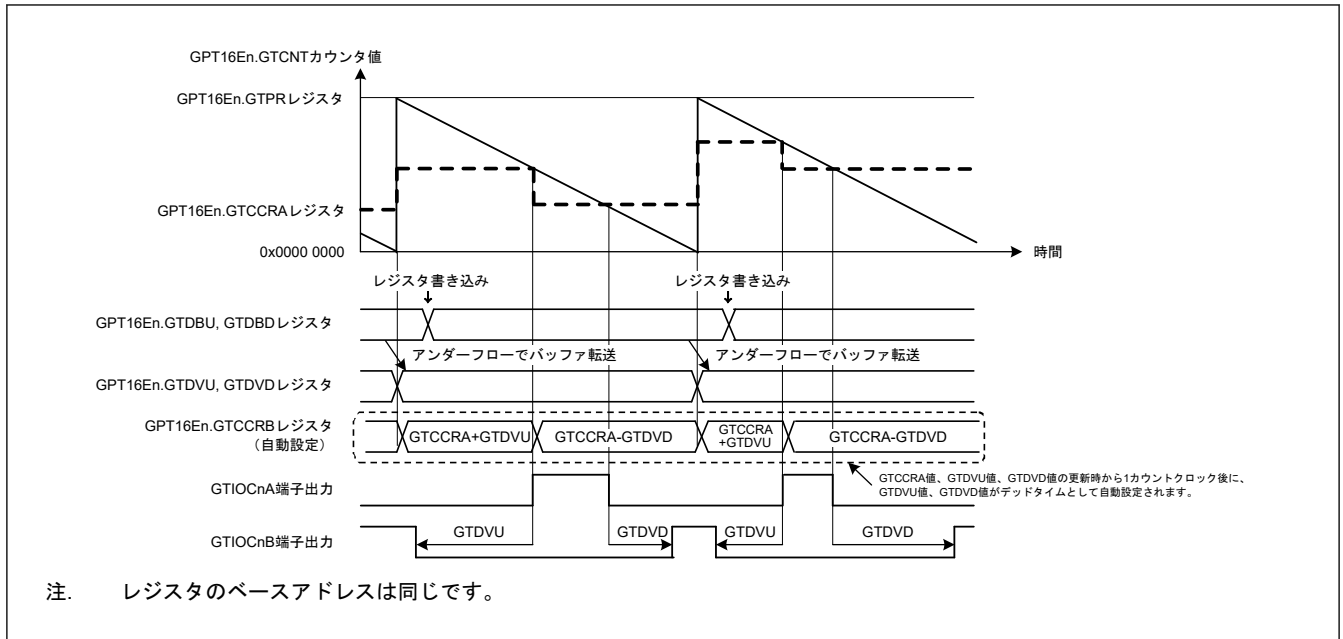 GPT16En.GTCNTカウンタ値
GPT16En.GTPRレジスタ
GPT16En.GTCCRAレジスタ
0x0000 0000
時間
レジスタ書き込み
レジスタ書き込み
GPT16En.GTDBU, GTDBDレジスタ
アンダーフローでバッファ転送
アンダーフローでバッファ転送
GPT16En.GTDVU, GTDVDレジスタ
GPT16En.GTCCRBレジスタ
(自動設定)
GTCCRA+GTDVU
GTCCRA-GTDVD
GTCCRA
+GTDVU
GTCCRA-GTDVD
GTCCRA値、GTDVU値、GTDVD値の更新時から1カウントクロック後に、
GTDVU値、GTDVD値がデッドタイムとして自動設定されます。
GTIOCnA端子出力
GTIOCnB端子出力
GTDVU
GTDVD
GTDVU
GTDVD
注. レジスタのベースアドレスは同じです。